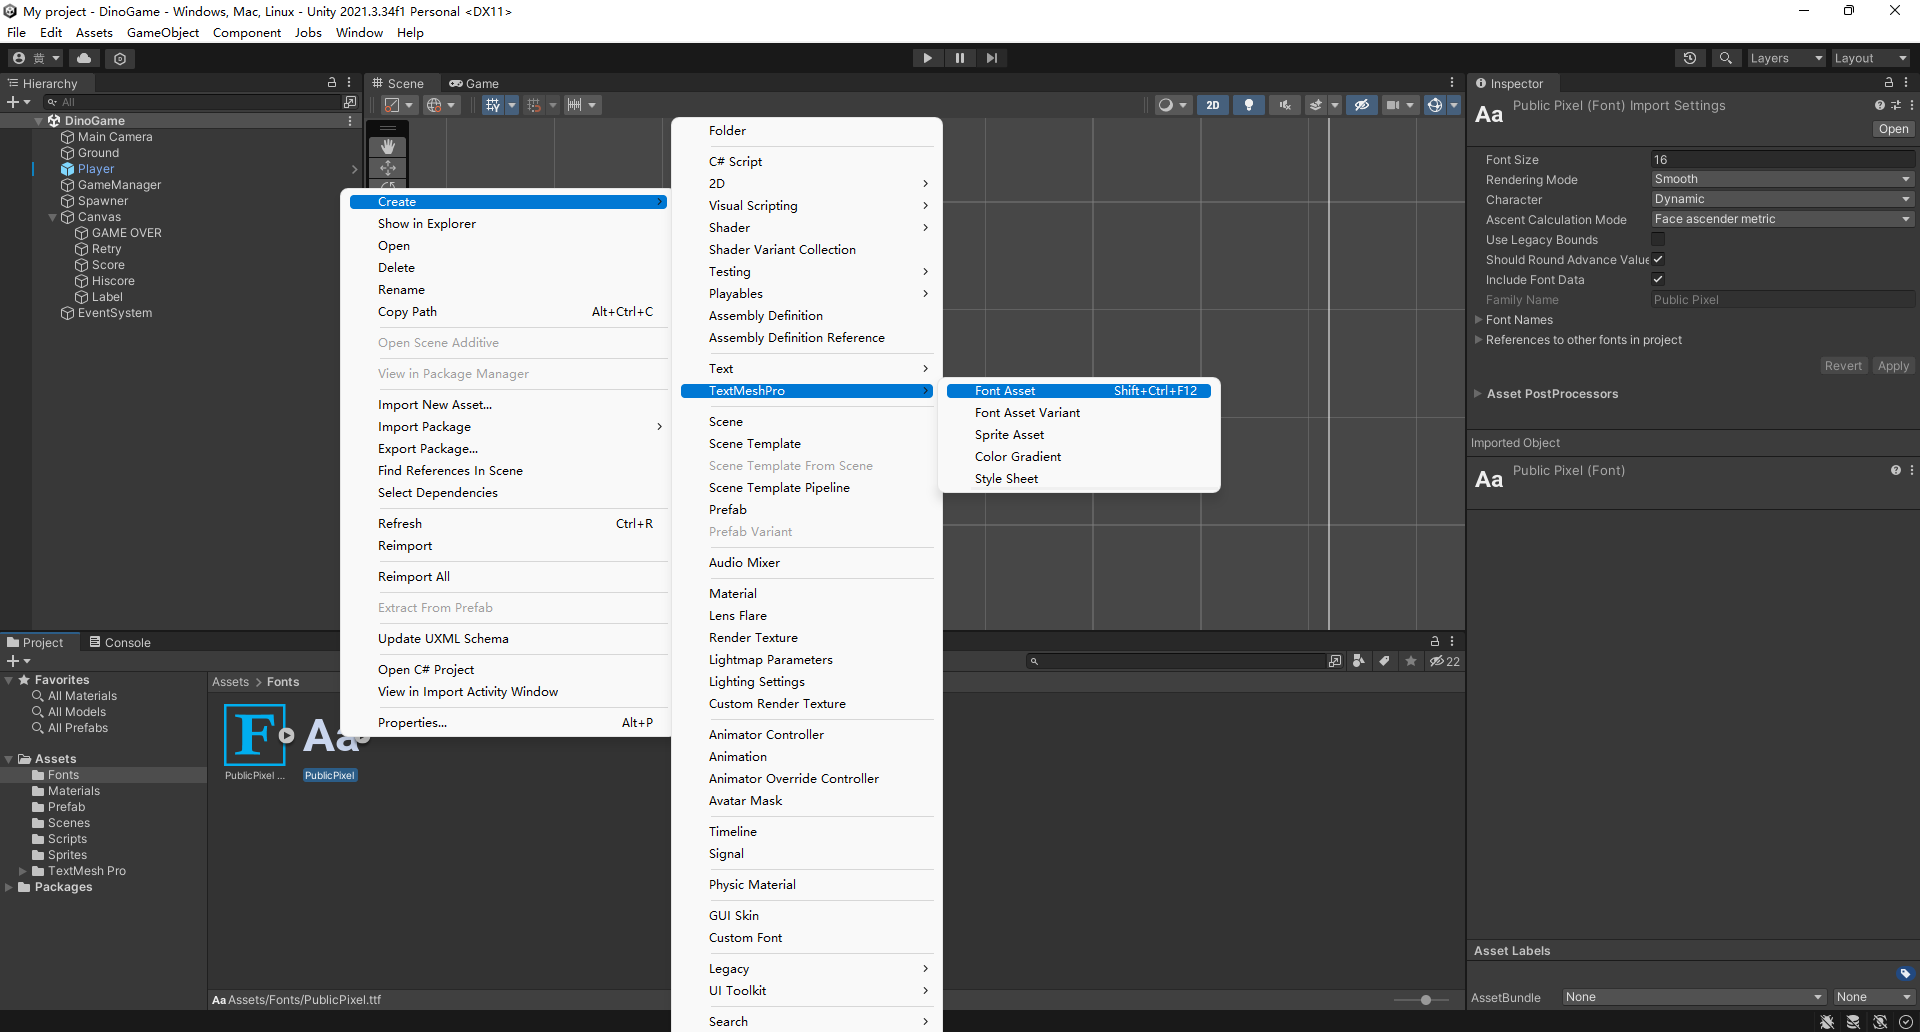 My project - DinoGame - Windows, Mac, Linux - Unity 2021.3.34f1 Personal <DX11>
File Edit Assets GameObject Component Jobs Window Help
黄
Layers
Layout
Hierarchy
All
DinoGame
Main Camera
Ground
Player
GameManager
Spawner
Canvas
GAME OVER
Retry
Score
Hiscore
Label
EventSystem
Scene
Game
2D
Create
Show in Explorer
Open
Delete
Rename
Copy Path Alt+Ctrl+C
Open Scene Additive
View in Package Manager
Import New Asset...
Import Package
Export Package...
Find References In Scene
Select Dependencies
Refresh Ctrl+R
Reimport
Reimport All
Extract From Prefab
Update UXML Schema
Open C# Project
View in Import Activity Window
Properties... Alt+P
Folder
C# Script
2D
Visual Scripting
Shader
Shader Variant Collection
Testing
Playables
Assembly Definition
Assembly Definition Reference
Text
TextMeshPro
Scene
Scene Template
Scene Template From Scene
Scene Template Pipeline
Prefab
Prefab Variant
Audio Mixer
Material
Lens Flare
Render Texture
Lightmap Parameters
Lighting Settings
Custom Render Texture
Animator Controller
Animation
Animator Override Controller
Avatar Mask
Timeline
Signal
Physic Material
GUI Skin
Custom Font
Legacy
UI Toolkit
Search
Font Asset Shift+Ctrl+F12
Font Asset Variant
Sprite Asset
Color Gradient
Style Sheet
Inspector
Aa
Public Pixel (Font) Import Settings
Open
Font Size 16
Rendering Mode Smooth
Character Dynamic
Ascent Calculation Mode Face ascender metric
Use Legacy Bounds
Should Round Advance Value
Include Font Data
Family Name Public Pixel
Font Names
References to other fonts in project
Revert Apply
Asset PostProcessors
Imported Object
Aa
Public Pixel (Font)
Asset Labels
AssetBundle None None
Project
Console
22
Favorites
All Materials
All Models
All Prefabs
Assets
Fonts
Materials
Prefab
Scenes
Scripts
Sprites
TextMesh Pro
Packages
Assets > Fonts
F
PublicPixel ...
Aa
PublicPixel
Aa Assets/Fonts/PublicPixel.ttf